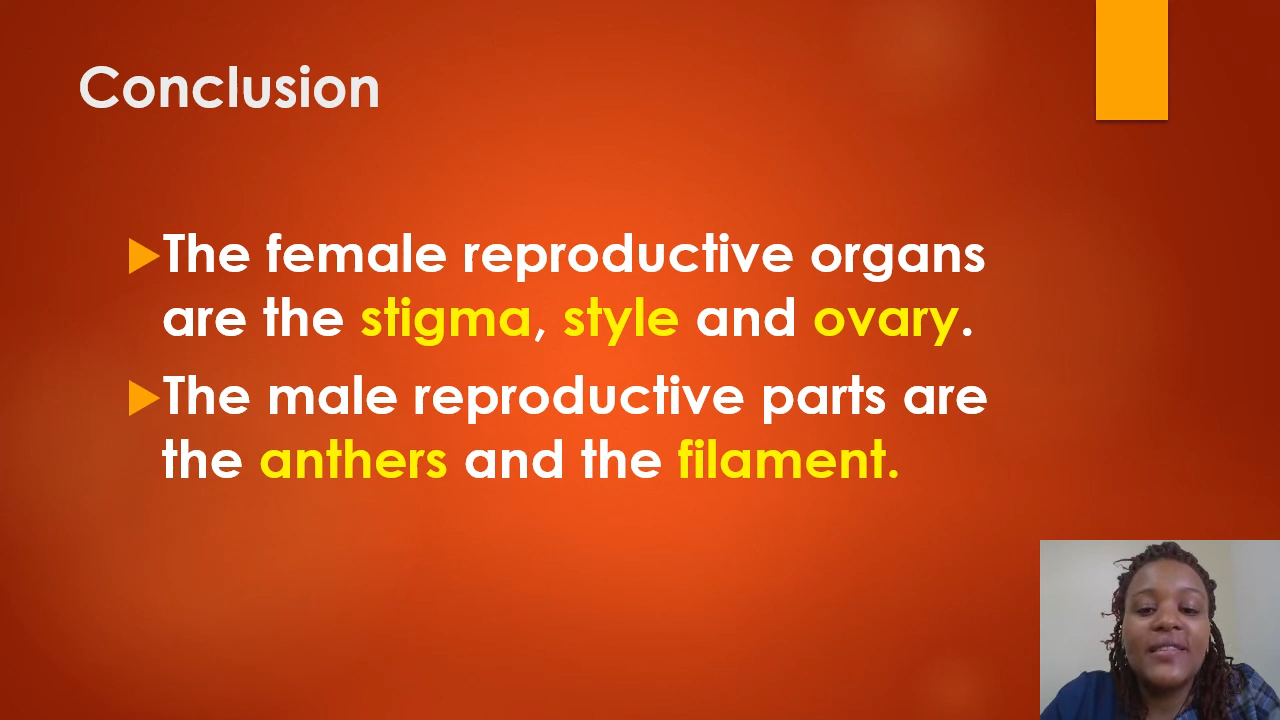 Conclusion
The female reproductive organs
are the stigma, style and ovary.
The male reproductive parts are
the anthers and the filament.